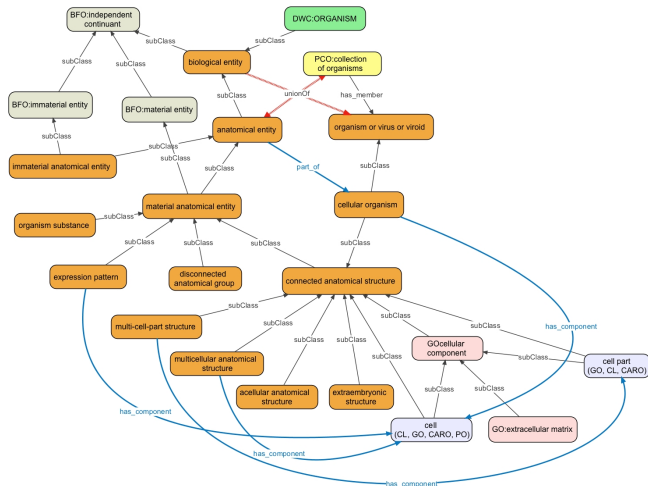 BFO:independent
continuant
DWC:ORGANISM
subClass
subClass
biological entity
PCO:collection
of organisms
subClass
subClass
subClass
unionOf
has_member
BFO:immaterial entity
BFO:material entity
anatomical entity
organism or virus or viroid
subClass
subClass
subClass
subClass
immaterial anatomical entity
part_of
subClass
subClass
material anatomical entity
cellular organism
organism substance
subClass
subClass
subClass
subClass
subClass
expression pattern
disconnected
anatomical group
connected anatomical structure
subClass
multi-cell-part structure
subClass
subClass
has_component
subClass
GOcellular
component
multicellular anatomical
structure
subClass
subClass
subClass
subClass
cell part
(GO, CL, CARO)
acellular anatomical
structure
extraembryonic
structure
subClass
subClass
has_component
cell
(CL, GO, CARO, PO)
GO:extracellular matrix
has_component
has_component